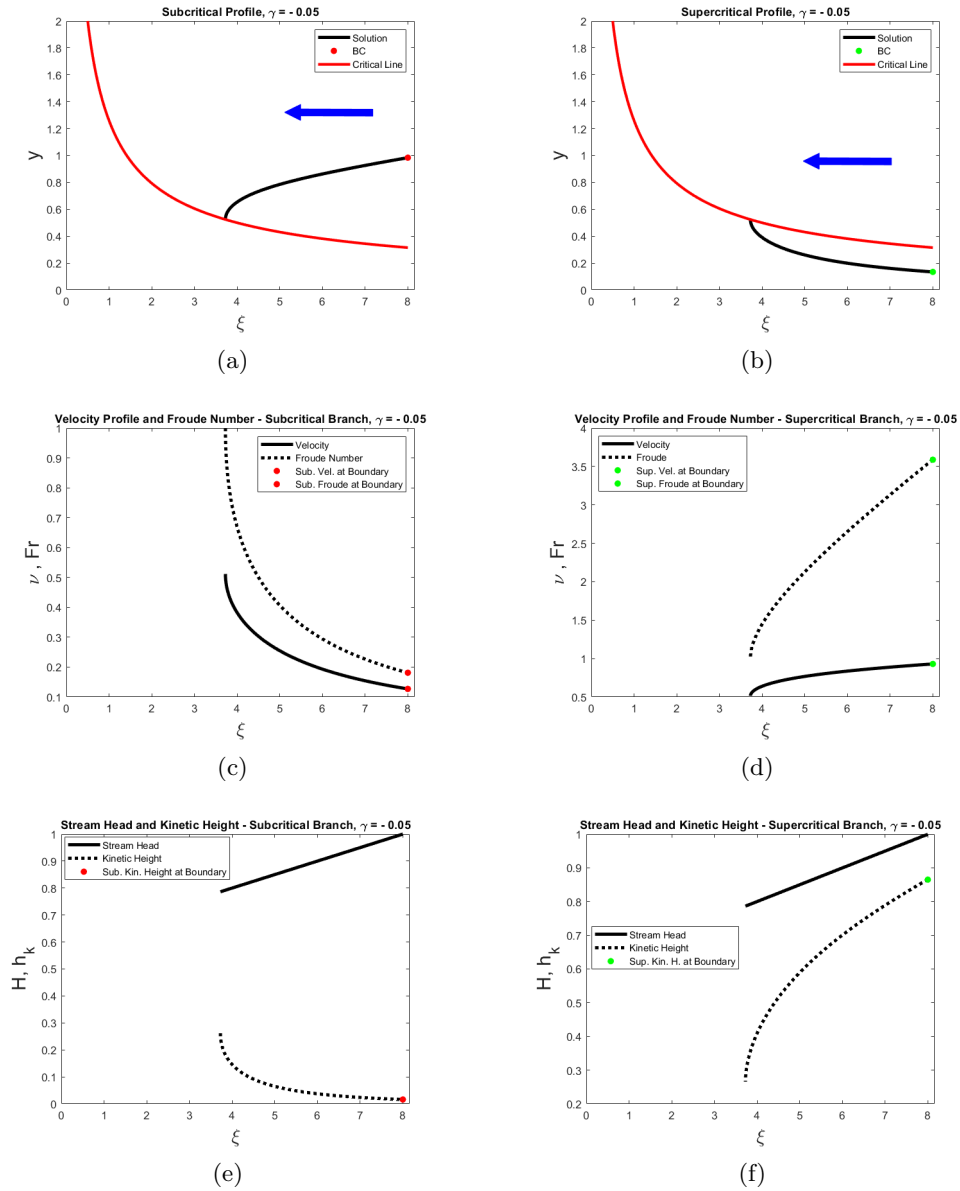 Subcritical Profile, γ = - 0.05
2
1.8
1.6
1.4
1.2
1
0.8
0.6
0.4
0.2
0
y
Solution
BC
Critical Line
0 1 2 3 4 5 6 7 8
ξ
(a)
Supercritical Profile, γ = - 0.05
2
1.8
1.6
1.4
1.2
1
0.8
0.6
0.4
0.2
0
y
Solution
BC
Critical Line
0 1 2 3 4 5 6 7 8
ξ
(b)
Velocity Profile and Froude Number - Subcritical Branch, γ = - 0.05
1
0.9
0.8
0.7
0.6
0.5
0.4
0.3
0.2
0.1
ν , Fr
Velocity
Froude Number
Sub. Vel. at Boundary
Sub. Froude at Boundary
0 1 2 3 4 5 6 7 8
ξ
(c)
Velocity Profile and Froude Number - Supercritical Branch, γ = - 0.05
3.5
3
2.5
2
1.5
1
0.5
ν , Fr
Velocity
Froude
Sup. Vel. at Boundary
Sup. Froude at Boundary
0 1 2 3 4 5 6 7 8
ξ
(d)
Stream Head and Kinetic Height - Subcritical Branch, γ = - 0.05
1
0.9
0.8
0.7
0.6
0.5
0.4
0.3
0.2
0.1
0
H, h_k
Stream Head
Kinetic Height
Sub. Kin. Height at Boundary
0 1 2 3 4 5 6 7 8
ξ
(e)
Stream Head and Kinetic Height - Supercritical Branch, γ = - 0.05
1
0.9
0.8
0.7
0.6
0.5
0.4
0.3
0.2
H, h_k
Stream Head
Kinetic Height
Sup. Kin. H. at Boundary
0 1 2 3 4 5 6 7 8
ξ
(f)